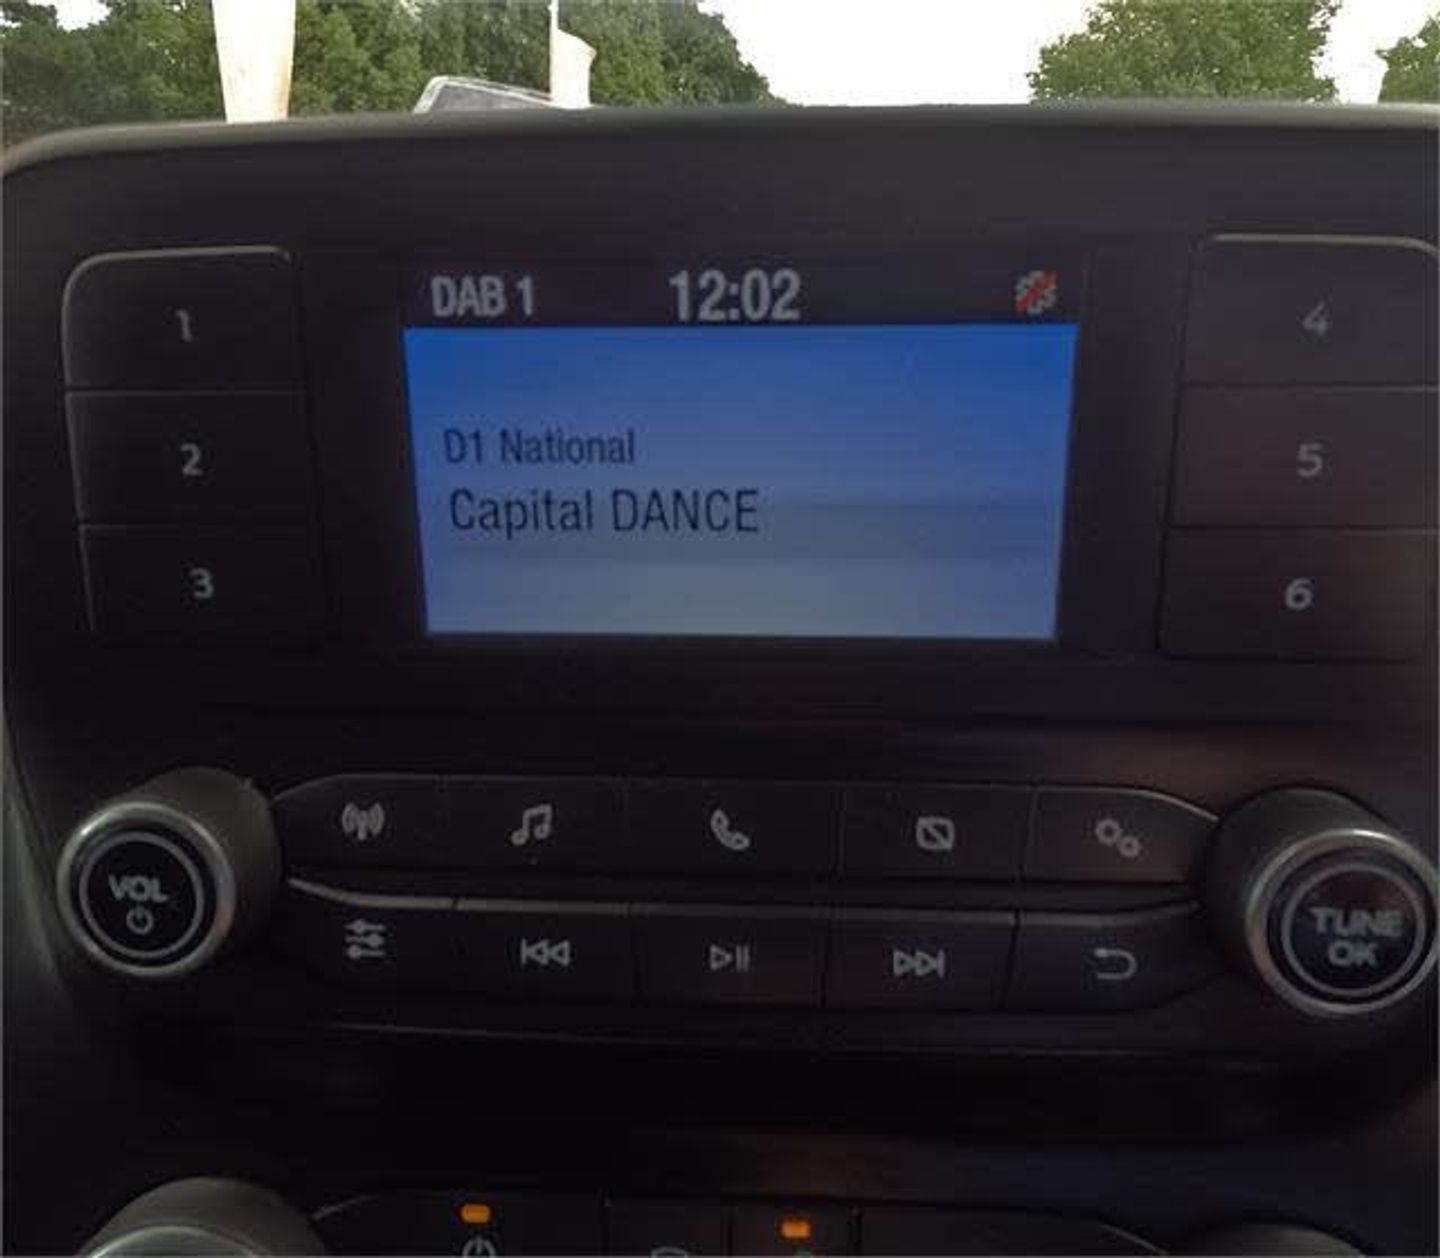 DAB 1 12:02
1
4
D1 National
2
5
Capital DANCE
3
6
VOL
TUNE
OK